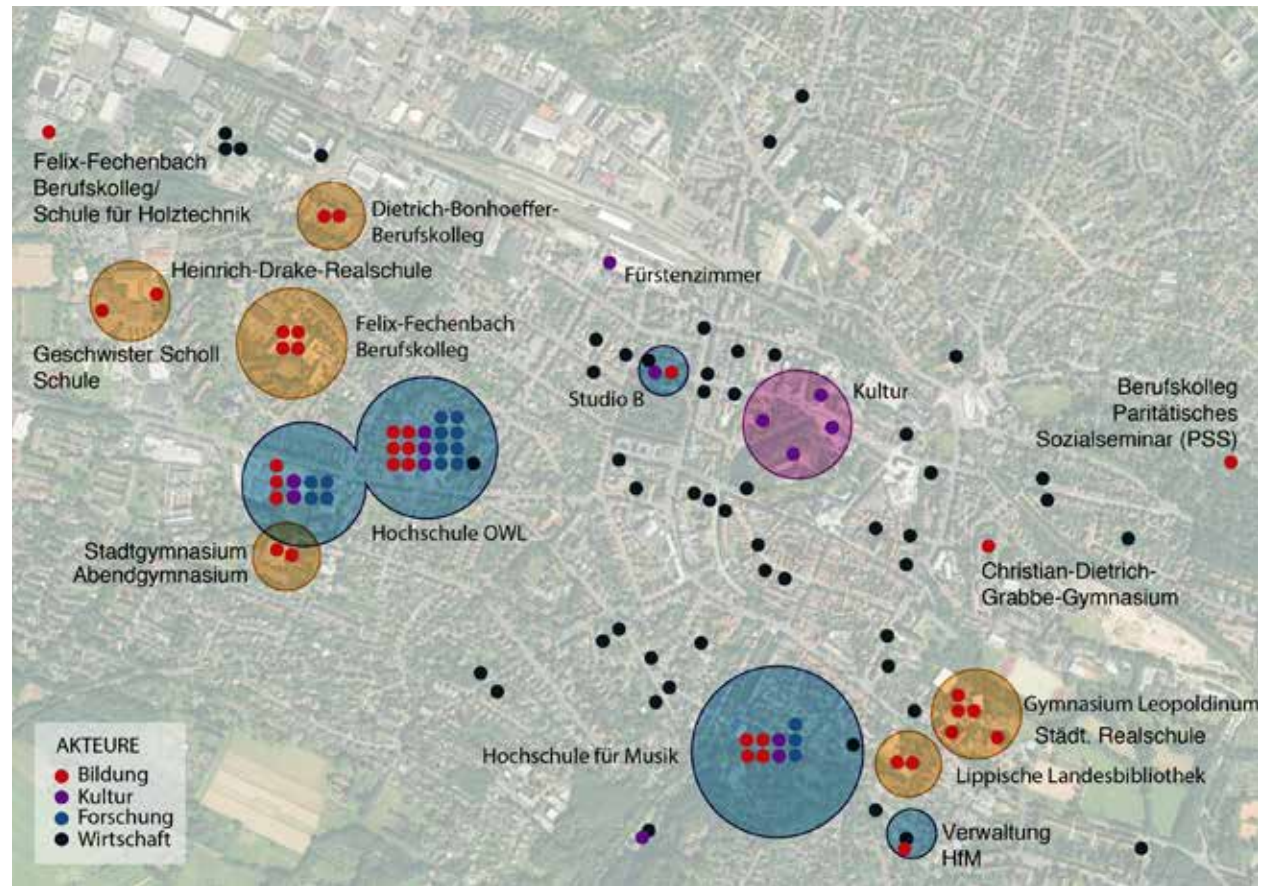 Felix-Fechenbach
Berufskolleg/
Schule für Holztechnik
Dietrich-Bonhoeffer-
Berufskolleg
Heinrich-Drake-Realschule
Fürstenzimmer
Geschwister Scholl
Schule
Felix-Fechenbach
Berufskolleg
Studio B
Kultur
Berufskolleg
Paritätisches
Sozialseminar (PSS)
Hochschule OWL
Stadtgymnasium
Abendgymnasium
Christian-Dietrich-
Grabbe-Gymnasium
Hochschule für Musik
Gymnasium Leopoldinum
Städt. Realschule
Lippische Landesbibliothek
Verwaltung
HfM
AKTEURE
Bildung
Kultur
Forschung
Wirtschaft